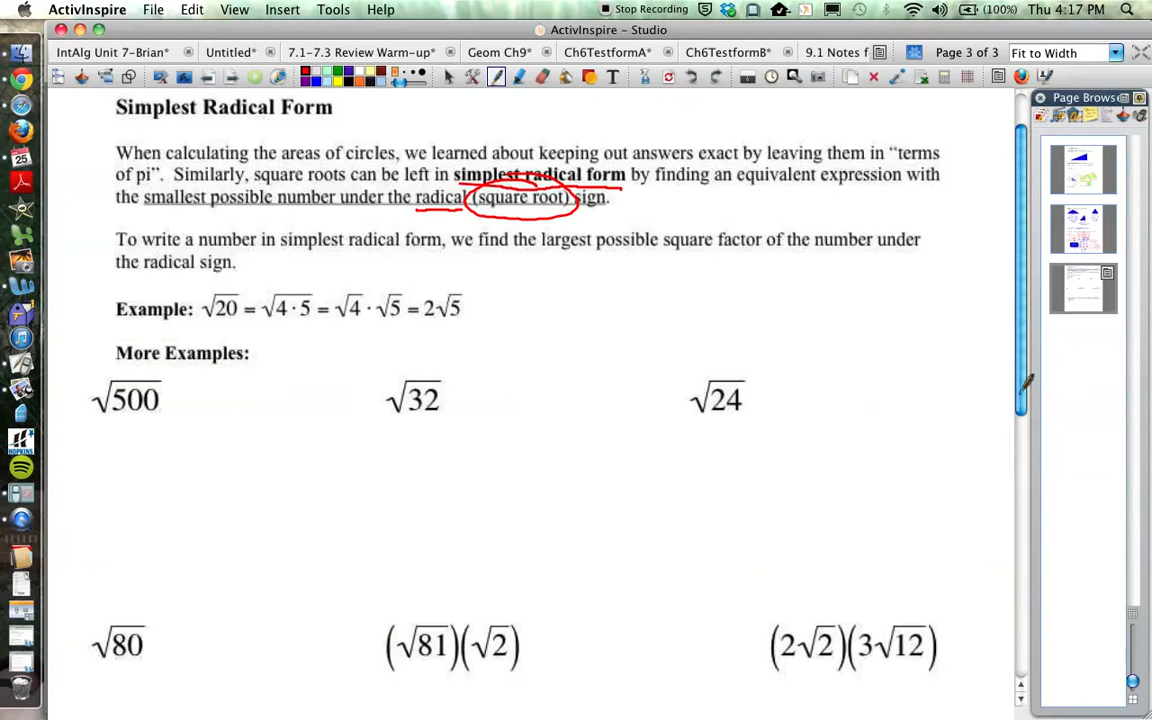 ActivInspire File Edit View Insert Tools Help Stop Recording (100%) Thu 4:17 PM
ActivInspire - Studio
IntAlg Unit 7-Brian* Untitled* 7.1-7.3 Review Warm-up* Geom Ch9* Ch6TestformA* Ch6TestformB* 9.1 Notes f Page 3 of 3 Fit to Width
Page Browse
Simplest Radical Form
When calculating the areas of circles, we learned about keeping out answers exact by leaving them in “terms
of pi”. Similarly, square roots can be left in simplest radical form by finding an equivalent expression with
the smallest possible number under the radical (square root) sign.
To write a number in simplest radical form, we find the largest possible square factor of the number under
the radical sign.
Example: √20 = √4·5 = √4 · √5 = 2√5
More Examples:
√500 √32 √24
√80 (√81)(√2) (2√2)(3√12)